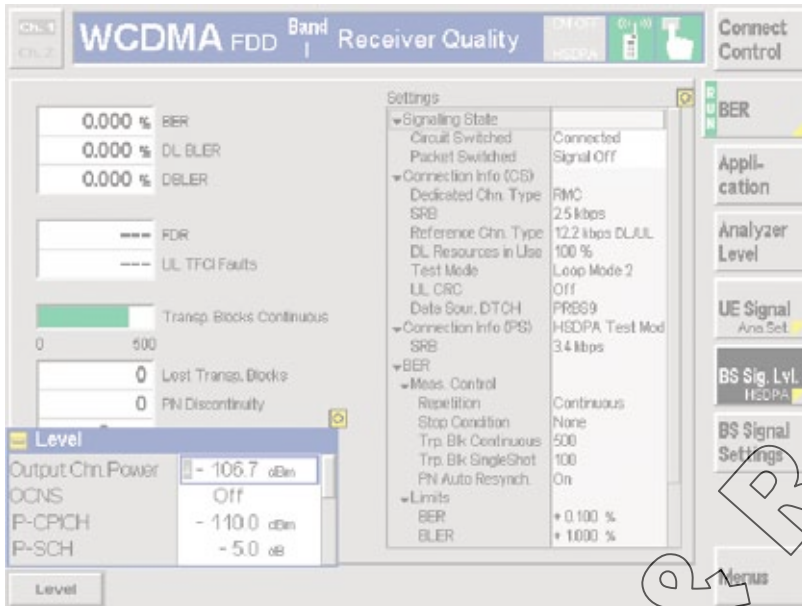 Ch. 1
Ch. 2
WCDMA FDD Band I Receiver Quality
HSDPA
Connect Control
0.000 % BER
0.000 % DL BLER
0.000 % DBLER
--- FDR
--- UL TFCI Faults
Transp. Blocks Continuous
0 500
0 Lost Transp. Blocks
0 PN Discontinuity
Level
Output Chn.Power - 106.7 dBm
OCNS Off
P-CPICH - 110.0 dBm
P-SCH - 5.0 dB
Level
Settings
Signaling State
Circuit Switched Connected
Packet Switched Signal Off
Connection Info (CS)
Dedicated Chn. Type RMC
SRB 2.5 kbps
Reference Chn. Type 12.2 kbps DL/UL
DL Resources in Use 100 %
Test Mode Loop Mode 2
UL CRC Off
Data Sour. DTCH PRBS9
Connection Info (PS) HSDPA Test Mod
SRB 3.4 kbps
BER
Meas. Control
Repetition Continuous
Stop Condition None
Trp. Blk Continuous 500
Trp. Blk SingleShot 100
PN Auto Resynch. On
Limits
BER + 0.100 %
BLER + 1.000 %
RUN
BER
Appli-
cation
Analyzer
Level
UE Signal
Ana.Set.
BS Sig. Lvl.
HSDPA
BS Signal
Settings
Menus
& R